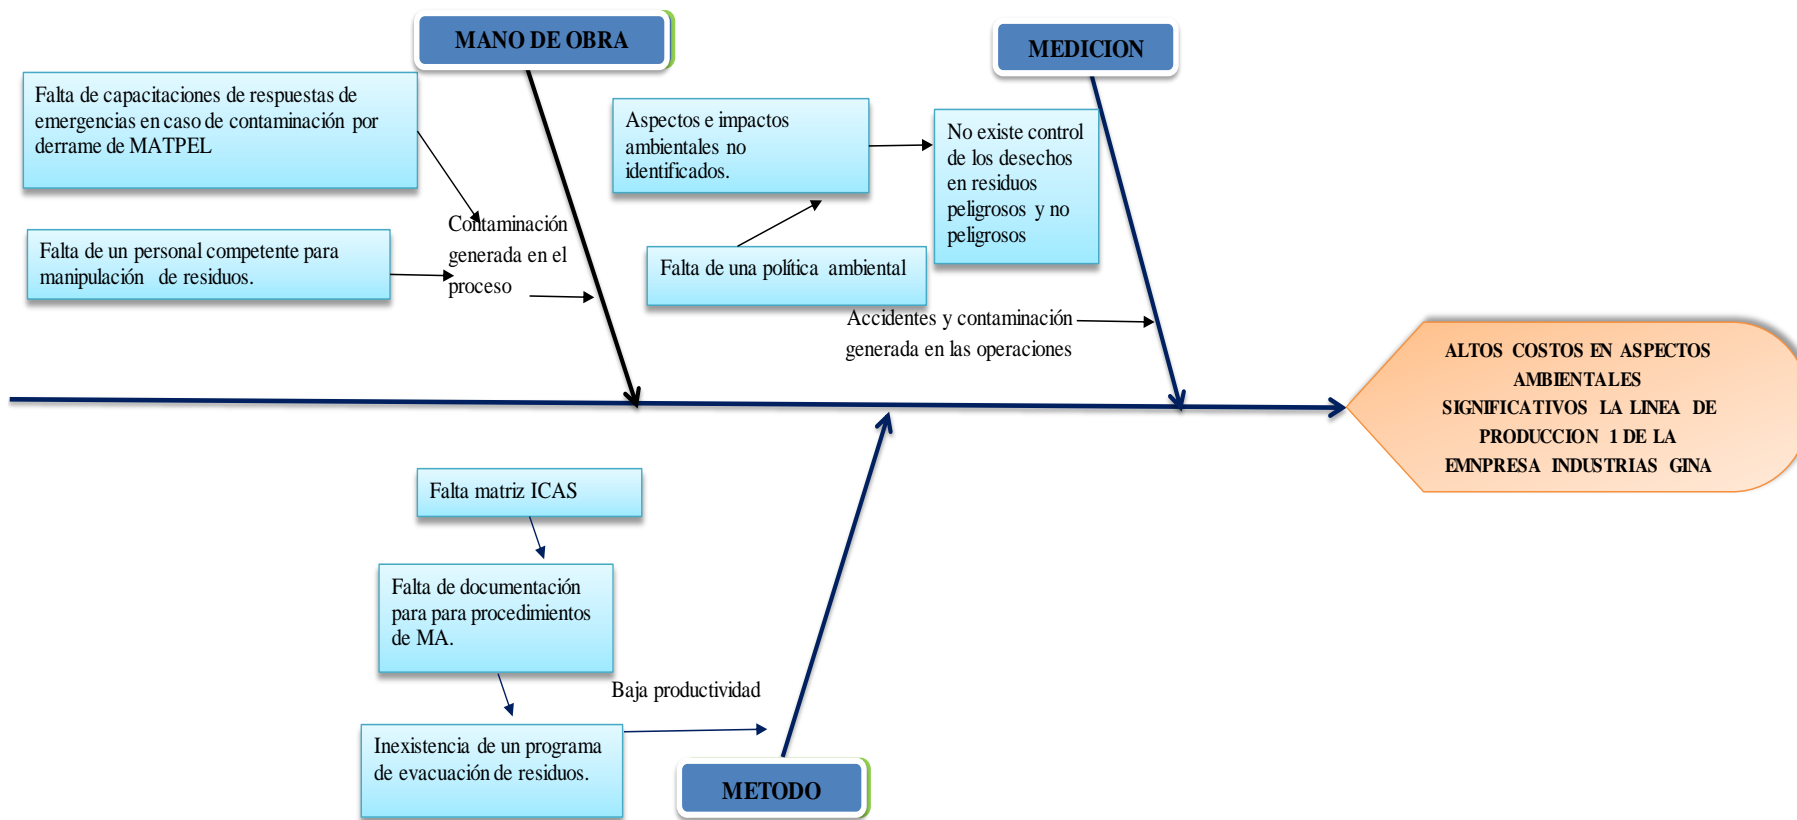 MANO DE OBRA
MEDICION
Falta de capacitaciones de respuestas de
emergencias en caso de contaminación por
derrame de MATPEL
Aspectos e impactos
ambientales no
identificados.
No existe control
de los desechos
en residuos
peligrosos y no
peligrosos
Contaminación
generada en el
proceso
Falta de un personal competente para
manipulación de residuos.
Falta de una política ambiental
Accidentes y contaminación
generada en las operaciones
ALTOS COSTOS EN ASPECTOS
AMBIENTALES
SIGNIFICATIVOS LA LINEA DE
PRODUCCION 1 DE LA
EMNPRESA INDUSTRIAS GINA
Falta matriz ICAS
Falta de documentación
para para procedimientos
de MA.
Baja productividad
Inexistencia de un programa
de evacuación de residuos.
METODO